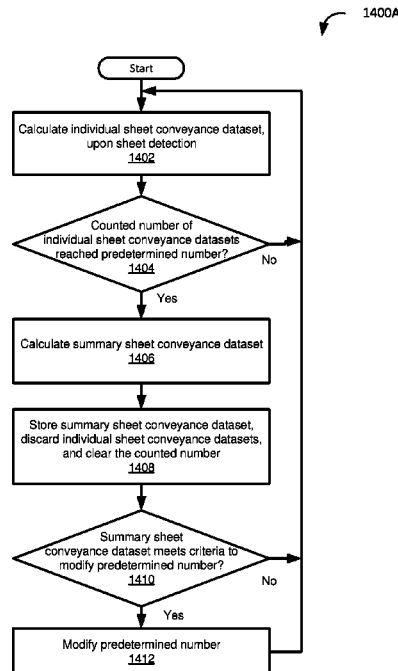 1400A
Start
Calculate individual sheet conveyance dataset,
upon sheet detection
1402
Counted number of
individual sheet conveyance datasets
reached predetermined number?
1404
No
Yes
Calculate summary sheet conveyance dataset
1406
Store summary sheet conveyance dataset,
discard individual sheet conveyance datasets,
and clear the counted number
1408
Summary sheet
conveyance dataset meets criteria to
modify predetermined number?
1410
No
Yes
Modify predetermined number
1412